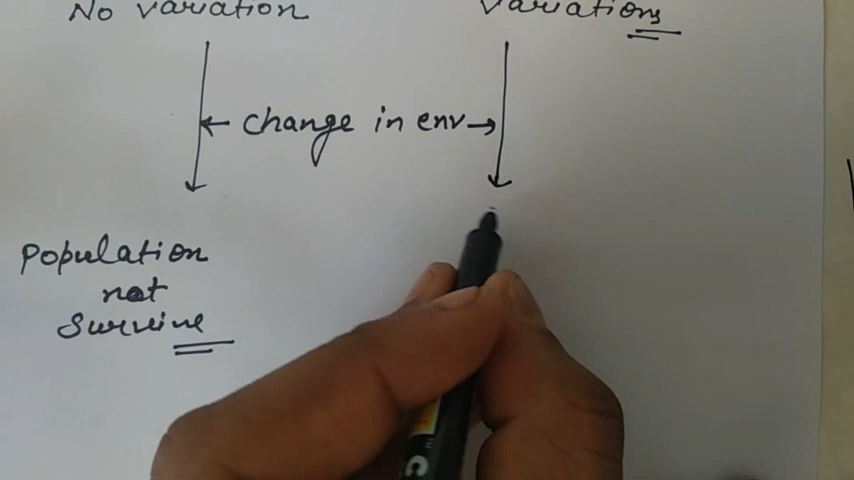 No variation
Variations
← change in env →
Population
not
Survive
C